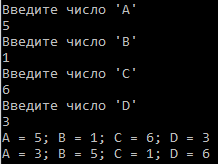 Введите число 'A'
5
Введите число 'B'
1
Введите число 'C'
6
Введите число 'D'
3
A = 5; B = 1; C = 6; D = 3
A = 3; B = 5; C = 1; D = 6